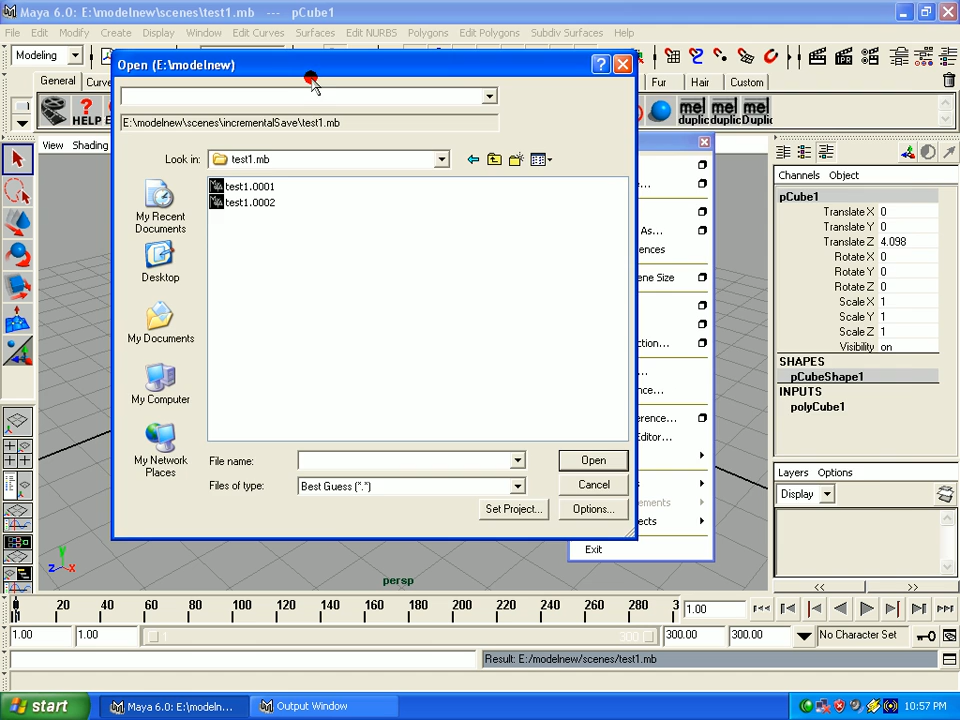 Maya 6.0: E:\modelnew\scenes\test1.mb   ---   pCube1
File Edit Modify Create Display Window Edit Curves Surfaces Edit NURBS Polygons Edit Polygons Subdiv Surfaces Help
Modeling
Open (E:\modelnew)
General Curve Fur Hair Custom
HELP
mel mel mel
duplic duplic Duplic
E:\modelnew\scenes\incrementalSave\test1.mb
View Shading
Look in: test1.mb
test1.0001
test1.0002
My Recent Documents
Desktop
My Documents
My Computer
My Network Places
File name:
Open
Files of type: Best Guess (*.*)
Cancel
Set Project...
Options...
As...
ences
ene Size
ction...
nce...
erence...
Editor...
ements
ects
Exit
Channels Object
pCube1
Translate X 0
Translate Y 0
Translate Z 4.098
Rotate X 0
Rotate Y 0
Rotate Z 0
Scale X 1
Scale Y 1
Scale Z 1
Visibility on
SHAPES
pCubeShape1
INPUTS
polyCube1
Layers Options
Display
z x
y
persp
20 40 60 80 100 120 140 160 180 200 220 240 260 280 3
1.00
1.00 1.00 1 300 300.00 300.00 No Character Set
Result: E:/modelnew/scenes/test1.mb
start Maya 6.0: E:\modeln... Output Window 10:57 PM